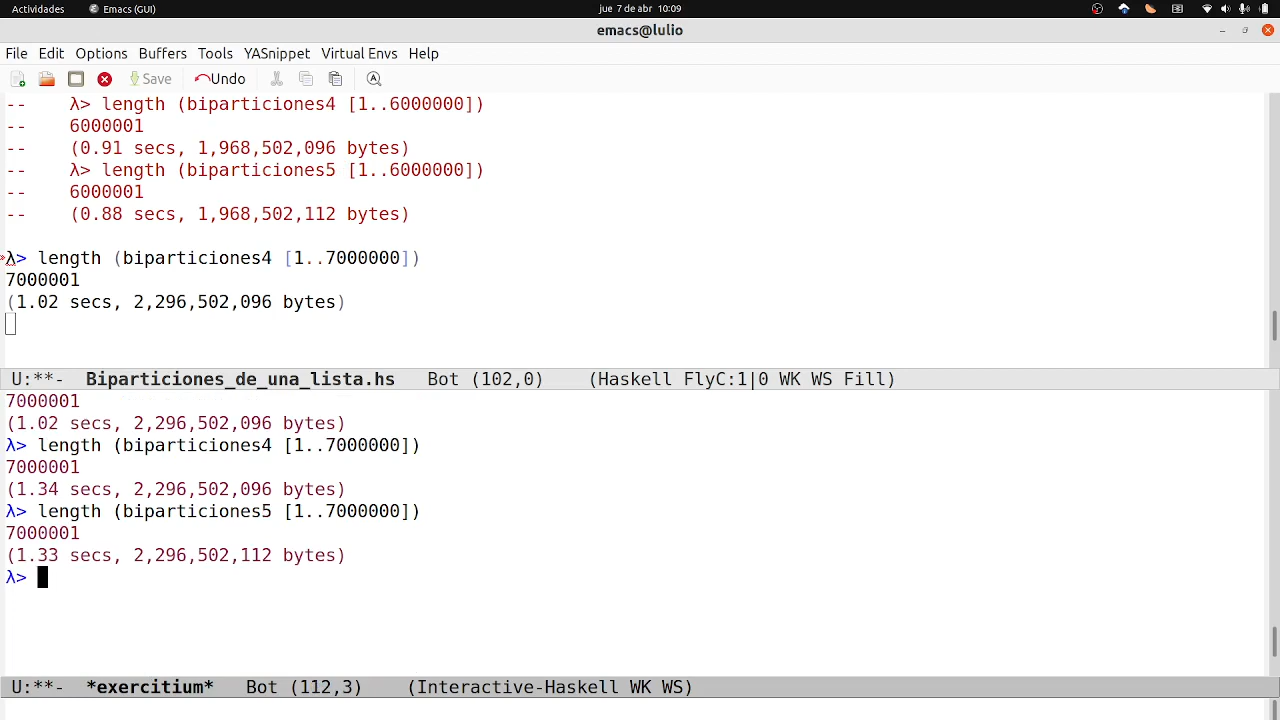 Actividades Emacs (GUI) jue 7 de abr 10:09
emacs@lulio
File Edit Options Buffers Tools YASnippet Virtual Envs Help
Save Undo
-- λ> length (biparticiones4 [1..6000000])
-- 6000001
-- (0.91 secs, 1,968,502,096 bytes)
-- λ> length (biparticiones5 [1..6000000])
-- 6000001
-- (0.88 secs, 1,968,502,112 bytes)
λ> length (biparticiones4 [1..7000000])
7000001
(1.02 secs, 2,296,502,096 bytes)
U:**- Biparticiones_de_una_lista.hs Bot (102,0) (Haskell FlyC:1|0 WK WS Fill)
7000001
(1.02 secs, 2,296,502,096 bytes)
λ> length (biparticiones4 [1..7000000])
7000001
(1.34 secs, 2,296,502,096 bytes)
λ> length (biparticiones5 [1..7000000])
7000001
(1.33 secs, 2,296,502,112 bytes)
λ>
U:**- *exercitium* Bot (112,3) (Interactive-Haskell WK WS)